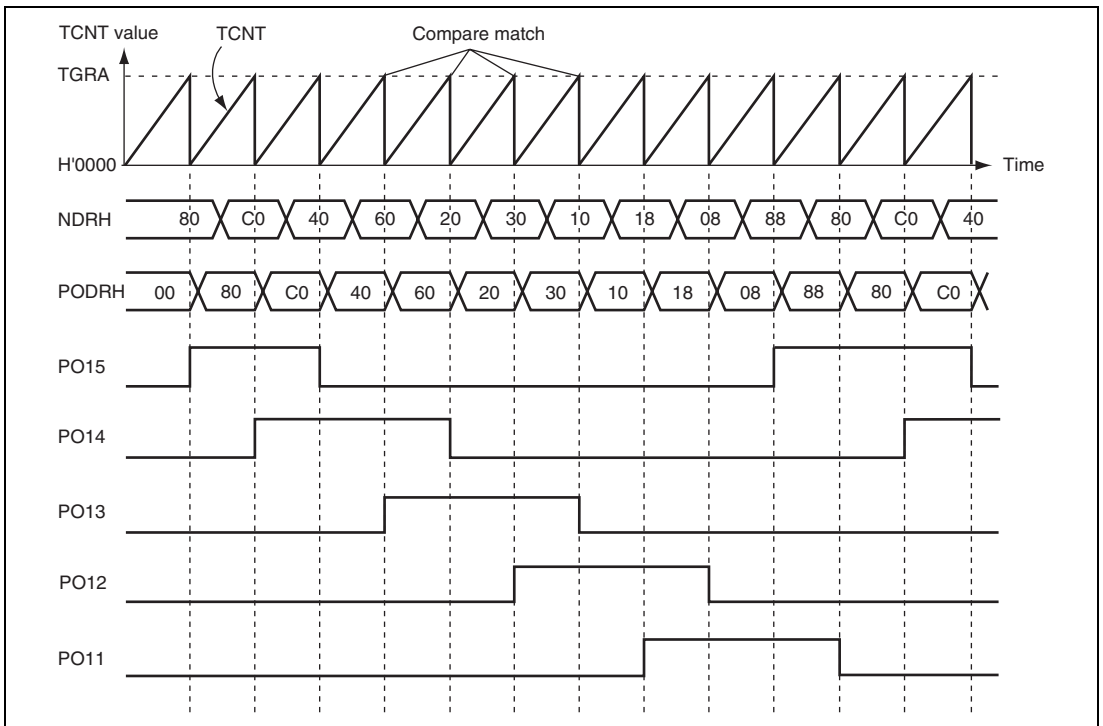 TCNT value TCNT Compare match
TGRA
H'0000 Time
NDRH 80 C0 40 60 20 30 10 18 08 88 80 C0 40
PODRH 00 80 C0 40 60 20 30 10 18 08 88 80 C0
PO15
PO14
PO13
PO12
PO11